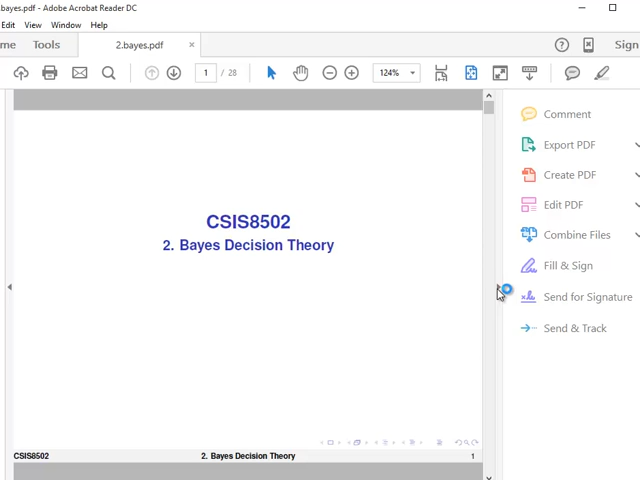 .bayes.pdf - Adobe Acrobat Reader DC
Edit View Window Help
me Tools 2.bayes.pdf × Sign
1 / 28 124%
Comment
Export PDF
Create PDF
Edit PDF
Combine Files
Fill & Sign
Send for Signature
Send & Track
CSIS8502
2. Bayes Decision Theory
CSIS8502 2. Bayes Decision Theory 1